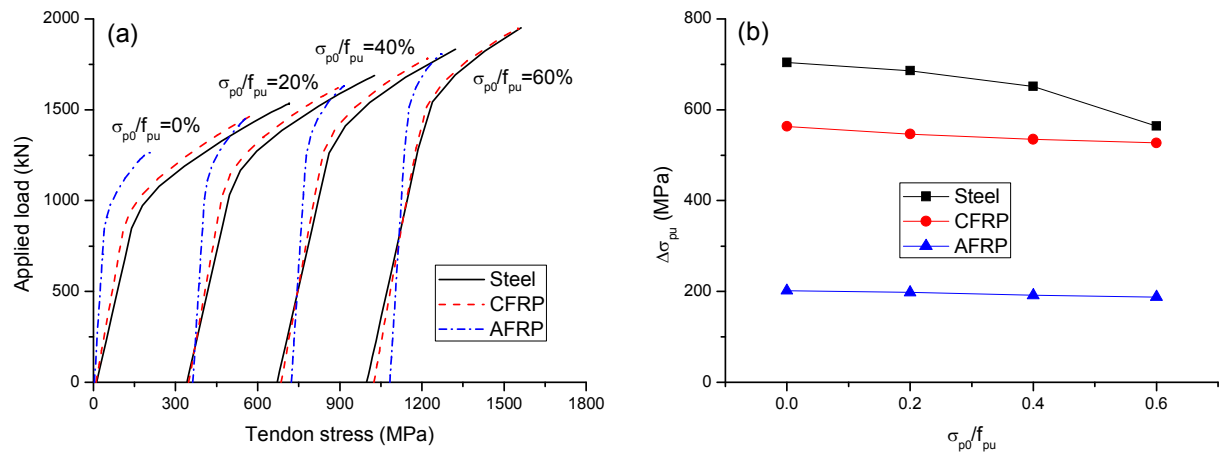 (a)
σp0/fpu=0%
σp0/fpu=20%
σp0/fpu=40%
σp0/fpu=60%
Steel
CFRP
AFRP
Applied load (kN)
2000
1500
1000
500
0
0 300 600 900 1200 1500 1800
Tendon stress (MPa)
(b)
Steel
CFRP
AFRP
Δσpu (MPa)
800
600
400
200
0
0.0 0.2 0.4 0.6
σp0/fpu